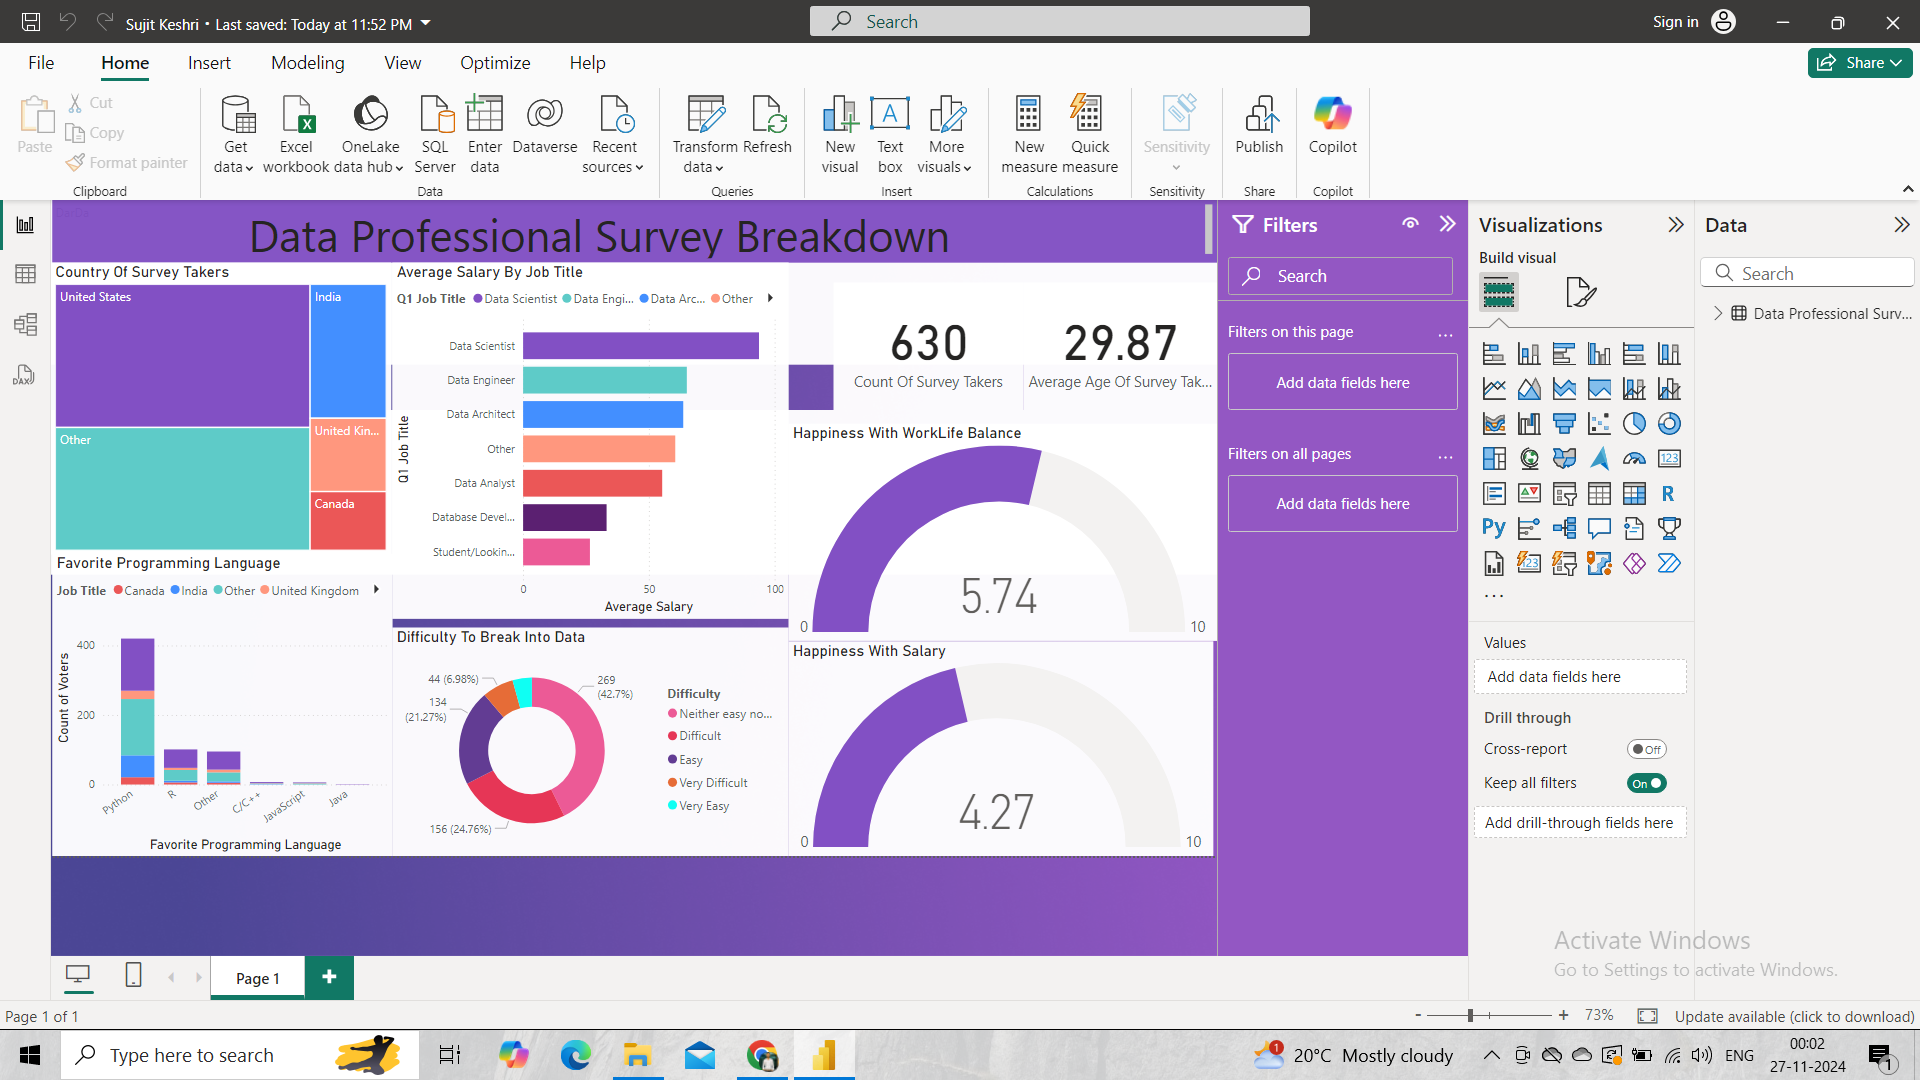 Sujit Keshri • Last saved: Today at 11:52 PM
Search
Sign in
File
Home
Insert
Modeling
View
Optimize
Help
Share
Paste
Cut
Copy
Format painter
Clipboard
Get data
Excel workbook
OneLake data hub
SQL Server
Enter data
Dataverse
Recent sources
Data
Transform data
Refresh
Queries
New visual
Text box
More visuals
Insert
New measure
Quick measure
Calculations
Sensitivity
Sensitivity
Publish
Share
Copilot
Copilot
DAX
Data Professional Survey Breakdown
Country Of Survey Takers
United States
India
Other
United Kin...
Canada
Average Salary By Job Title
Q1 Job Title
Data Scientist
Data Engi...
Data Arc...
Other
Q1 Job Title
Data Scientist
Data Engineer
Data Architect
Other
Data Analyst
Database Devel...
Student/Lookin...
0
50
100
Average Salary
630
Count Of Survey Takers
29.87
Average Age Of Survey Tak...
Happiness With WorkLife Balance
5.74
0
10
Happiness With Salary
4.27
0
10
Favorite Programming Language
Job Title
Canada
India
Other
United Kingdom
Count of Voters
400
200
0
Python
R
Other
C/C++
JavaScript
Java
Favorite Programming Language
Difficulty To Break Into Data
44 (6.98%)
134
(21.27%)
269
(42.7%)
156 (24.76%)
Difficulty
Neither easy no...
Difficult
Easy
Very Difficult
Very Easy
Filters
Search
Filters on this page
...
Add data fields here
Filters on all pages
...
Add data fields here
Visualizations
Build visual
123
R
Py
123
...
Values
Add data fields here
Drill through
Cross-report
Off
Keep all filters
On
Add drill-through fields here
Data
Search
Data Professional Surv...
Activate Windows
Go to Settings to activate Windows.
Page 1
+
Page 1 of 1
-
+
73%
Update available (click to download)
Type here to search
1
20°C Mostly cloudy
ENG
00:02
27-11-2024
1